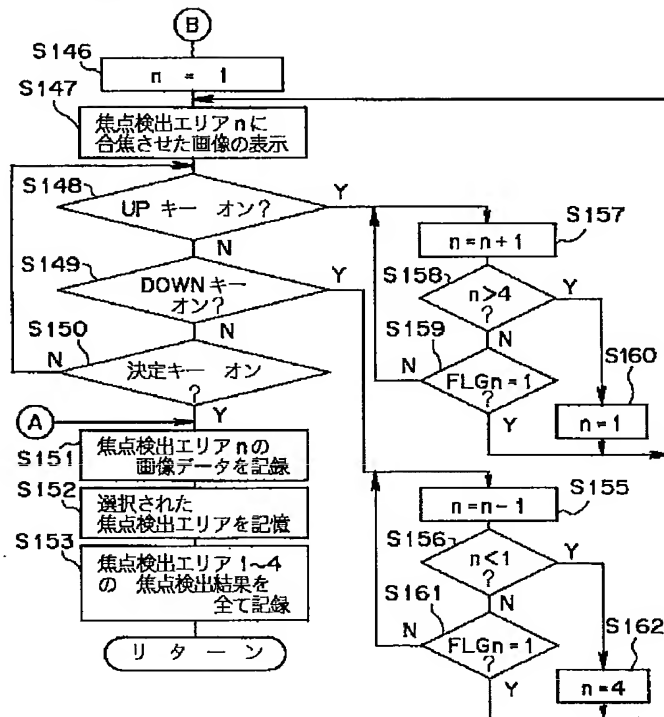 B
S146
n = 1
S147
焦点検出エリアnに
合焦させた画像の表示
S148
UP キー オン?
Y
N
S149
DOWNキー
オン?
Y
N
S150
決定キー オン
?
N
Y
A
S151
焦点検出エリアnの
画像データを記録
S152
選択された
焦点検出エリアを記憶
S153
焦点検出エリア 1~4
の 焦点検出結果を
全て記録
リターン
S157
n=n+1
S158
n>4
?
Y
N
S159
FLGn=1
?
N
Y
S160
n=1
S155
n=n-1
S156
n<1
?
Y
N
S161
FLGn=1
?
N
Y
S162
n=4